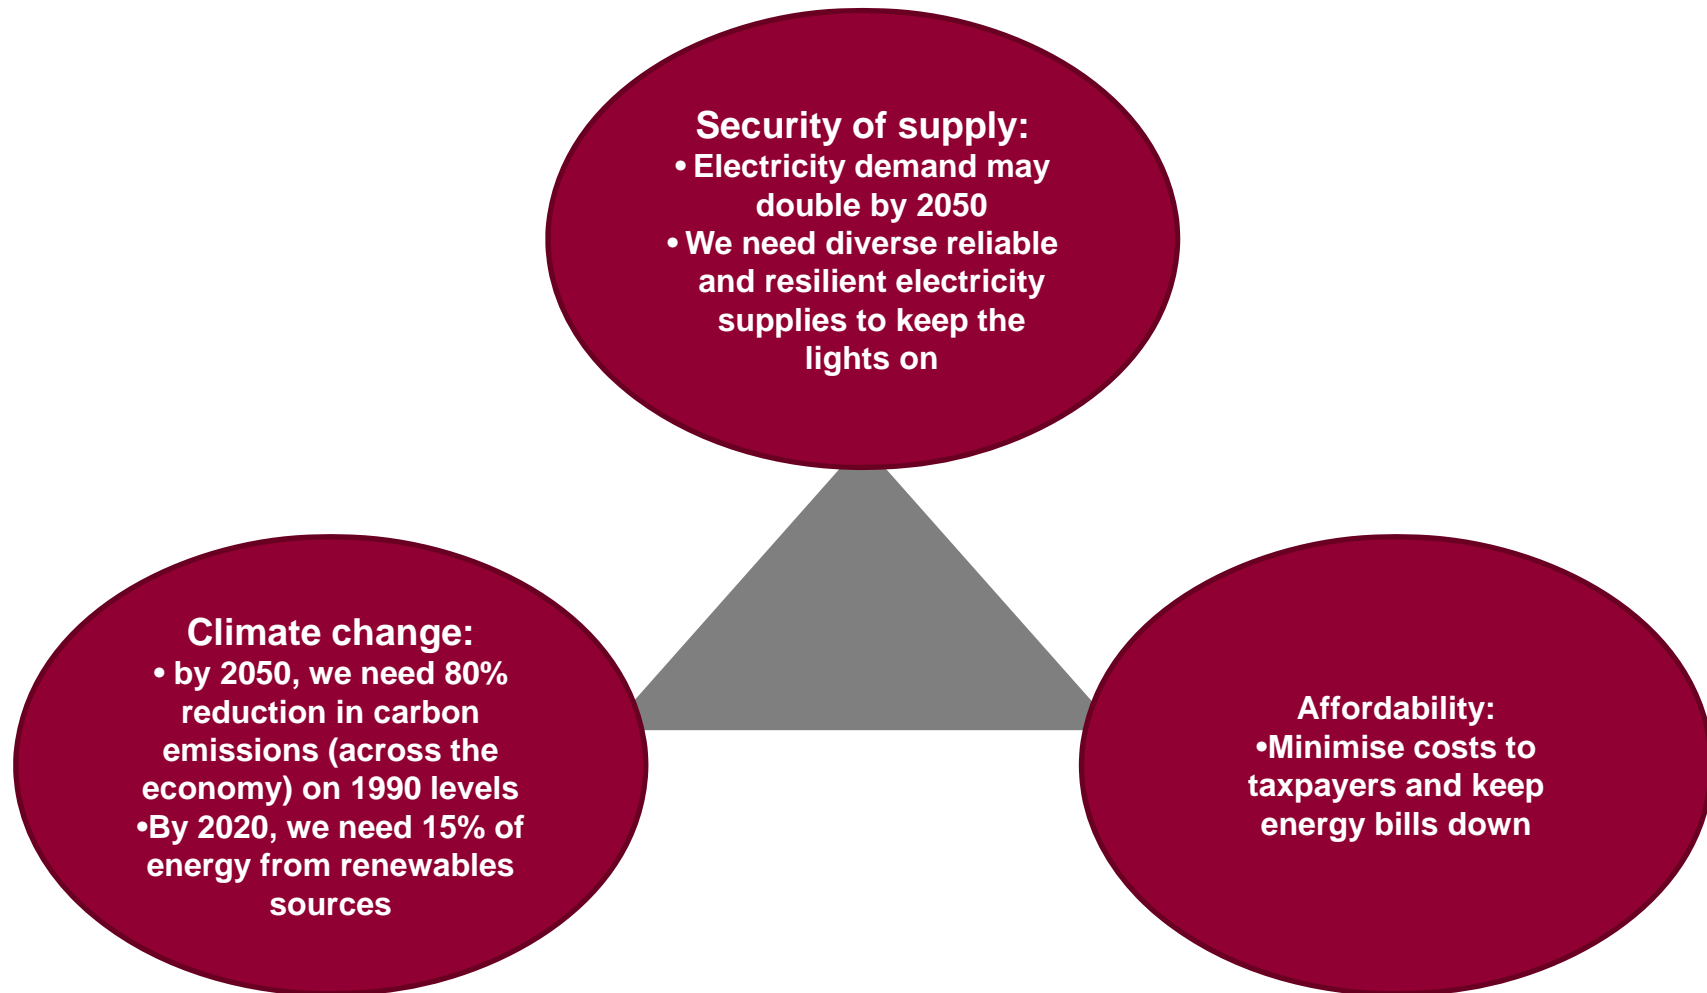 Security of supply:
• Electricity demand may
double by 2050
• We need diverse reliable
and resilient electricity
supplies to keep the
lights on
Climate change:
• by 2050, we need 80%
reduction in carbon
emissions (across the
economy) on 1990 levels
•By 2020, we need 15% of
energy from renewables
sources
Affordability:
•Minimise costs to
taxpayers and keep
energy bills down